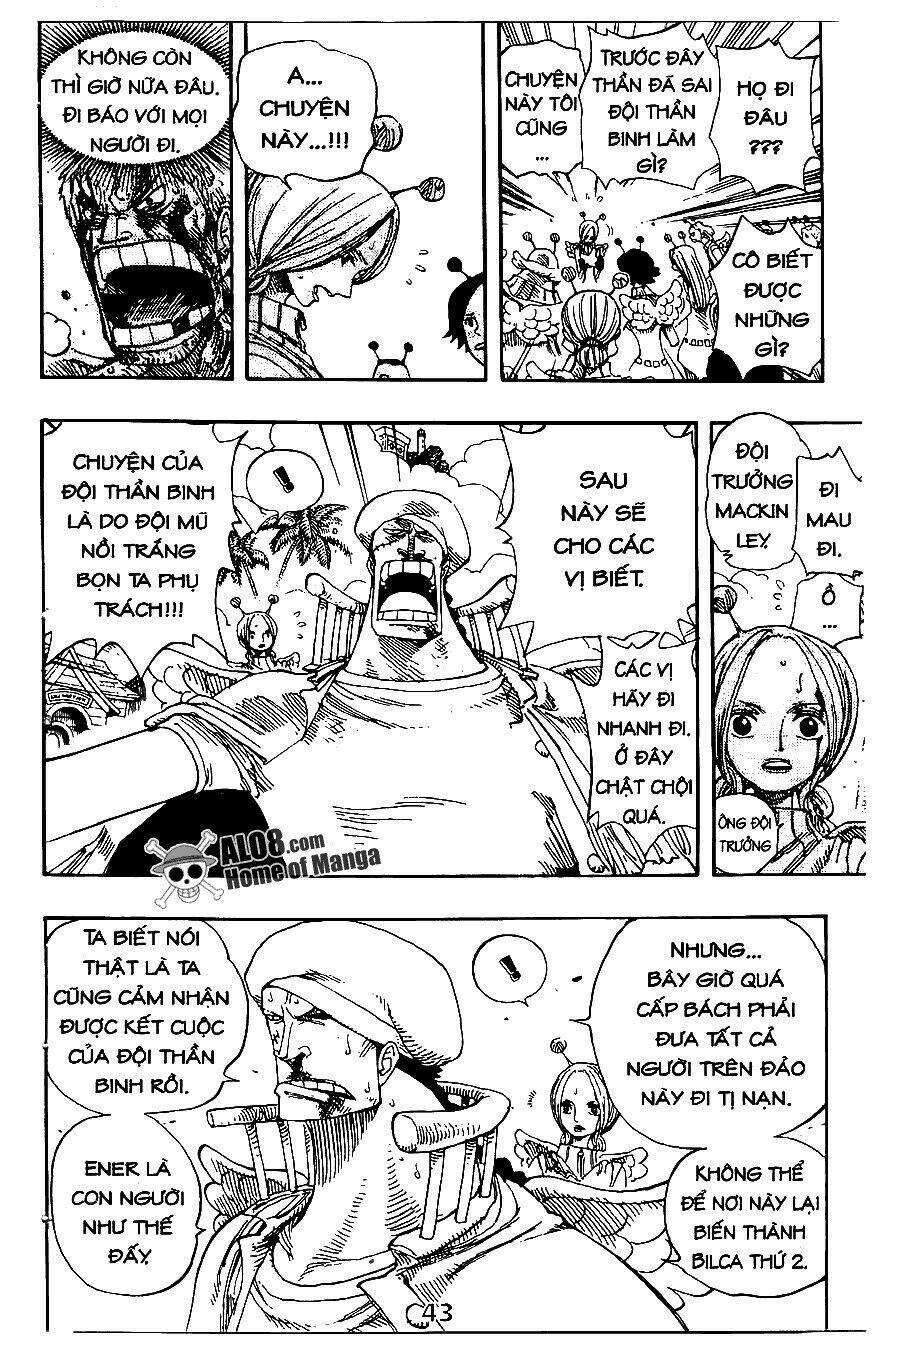 HỌ ĐI
ĐÂU
???
TRƯỚC ĐÂY
THẦN ĐÃ SAI
ĐỘI THẦN
BINH LÀM
GÌ?
CHUYỆN
NÀY TÔI
CŨNG
...
CÔ BIẾT
ĐƯỢC
NHỮNG
GÌ?
A...
CHUYỆN
NÀY...!!!
KHÔNG CÒN
THÌ GIỜ NỮA ĐÂU.
ĐI BÁO VỚI MỌI
NGƯỜI ĐI.
ĐI
MAU
ĐI.
ĐỘI
TRƯỞNG
MACKIN
LEY.
Ồ
...
ÔNG ĐỘI
TRƯỞNG
SAU
NÀY SẼ
CHO CÁC
VỊ BIẾT.
CÁC VỊ
HÃY ĐI
NHANH ĐI.
Ở ĐÂY
CHẬT CHỘI
QUÁ.
!
CHUYỆN CỦA
ĐỘI THẦN BINH
LÀ DO ĐỘI MŨ
NỒI TRẮNG
BỌN TA PHỤ
TRÁCH!!!
AL08.com
Home of Manga
NHƯNG...
BÂY GIỜ QUÁ
CẤP BÁCH PHẢI
ĐƯA TẤT CẢ
NGƯỜI TRÊN ĐẢO
NÀY ĐI TỊ NẠN.
KHÔNG THỂ
ĐỂ NƠI NÀY LẠI
BIẾN THÀNH
BILCA THỨ 2.
!
TA BIẾT NÓI
THẬT LÀ TA
CŨNG CẢM NHẬN
ĐƯỢC KẾT CUỘC
CỦA ĐỘI THẦN
BINH RỒI.
ENER LÀ
CON NGƯỜI
NHƯ THẾ
ĐẤY.
43